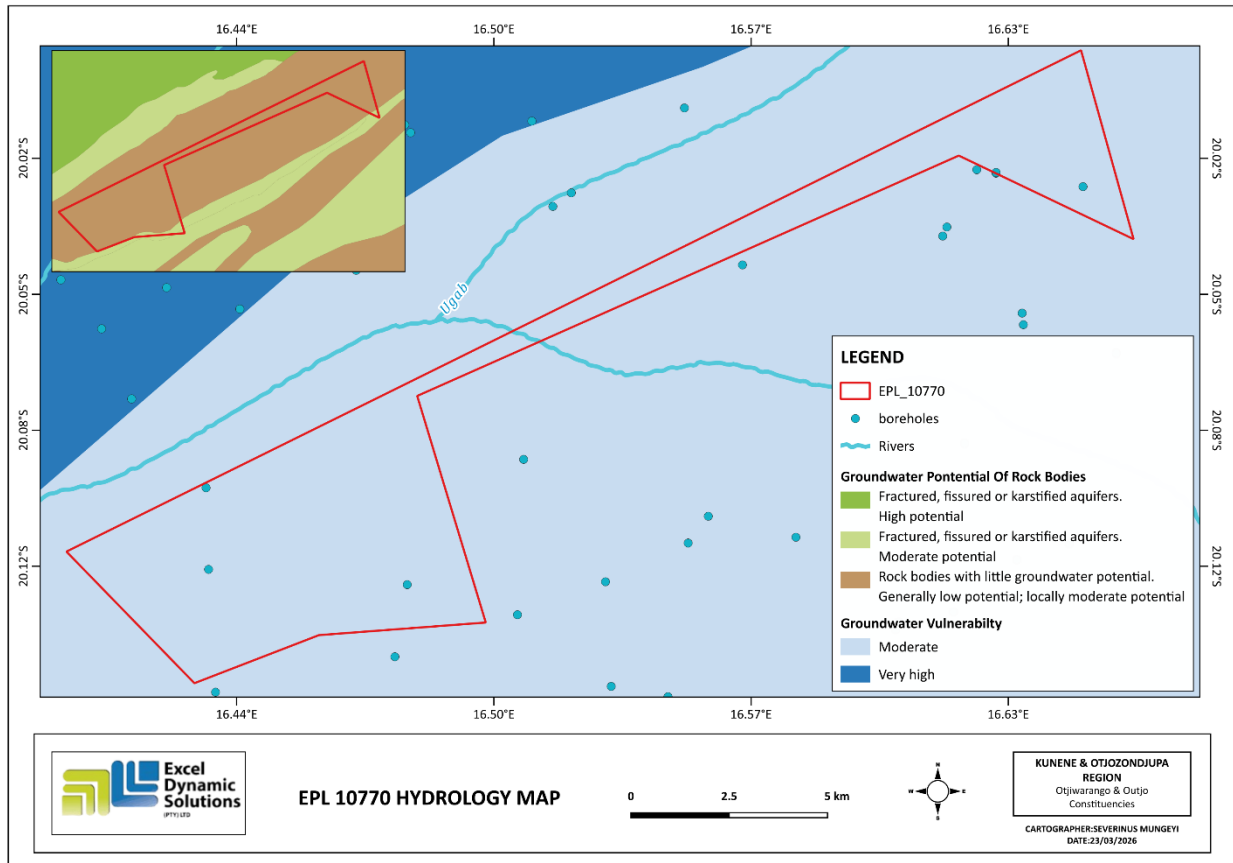 16.44°E
16.50°E
16.57°E
16.63°E
20.02°S
20.02°S
20.05°S
20.05°S
Ugab
20.08°S
20.08°S
20.12°S
20.12°S
LEGEND
EPL_10770
boreholes
Rivers
Groundwater Pontential Of Rock Bodies
Fractured, fissured or karstified aquifers.
High potential
Fractured, fissured or karstified aquifers.
Moderate potential
Rock bodies with little groundwater potential.
Generally low potential; locally moderate potential
Groundwater Vulnerabilty
Moderate
Very high
16.44°E
16.50°E
16.57°E
16.63°E
Excel
Dynamic
Solutions
(PTY) LTD
EPL 10770 HYDROLOGY MAP
0 2.5 5 km
N
W E
S
KUNENE & OTJOZONDJUPA
REGION
Otjiwarango & Outjo
Constituencies
CARTOGRAPHER:SEVERINUS MUNGEYI
DATE:23/03/2026